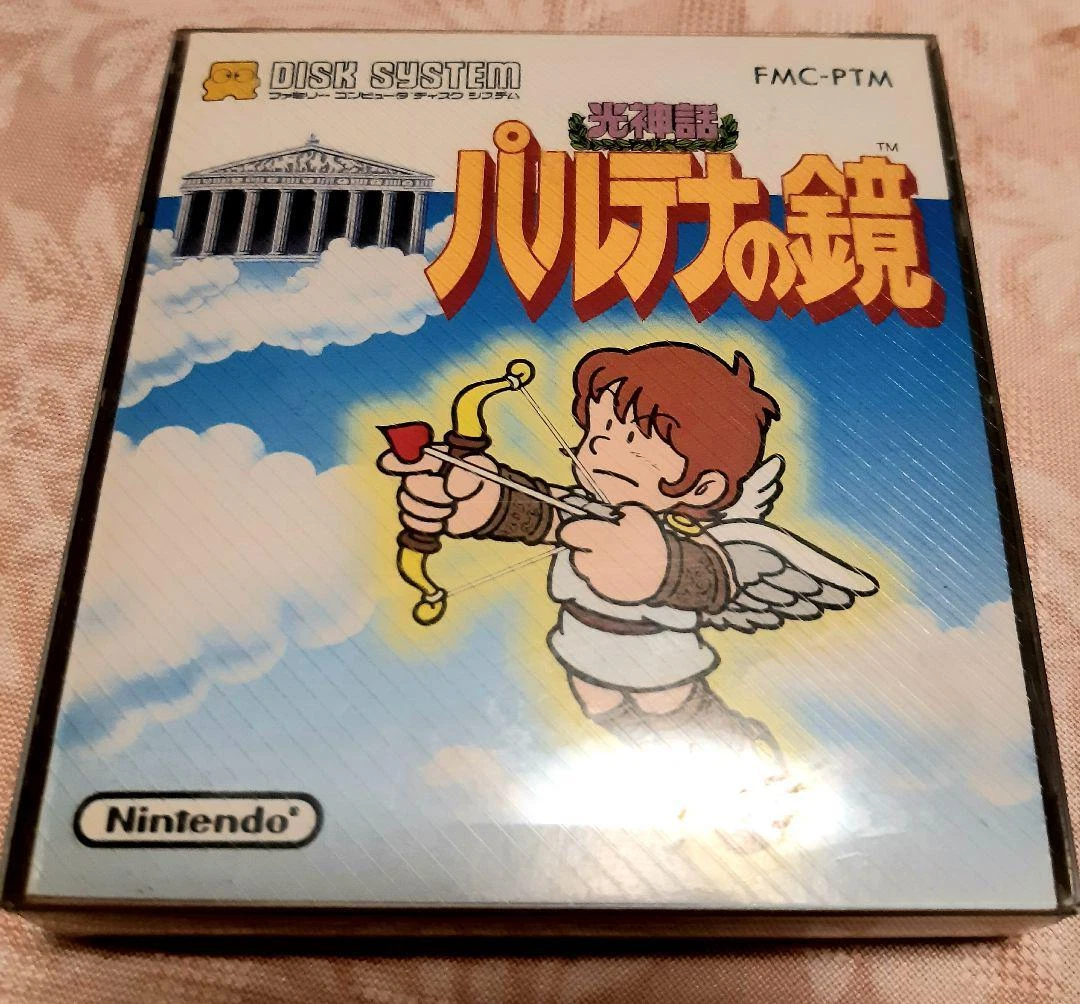 DISK SYSTEM
ファミリー コンピュータ ディスク システム
FMC-PTM
光神話
パルテナの鏡
TM
Nintendo®